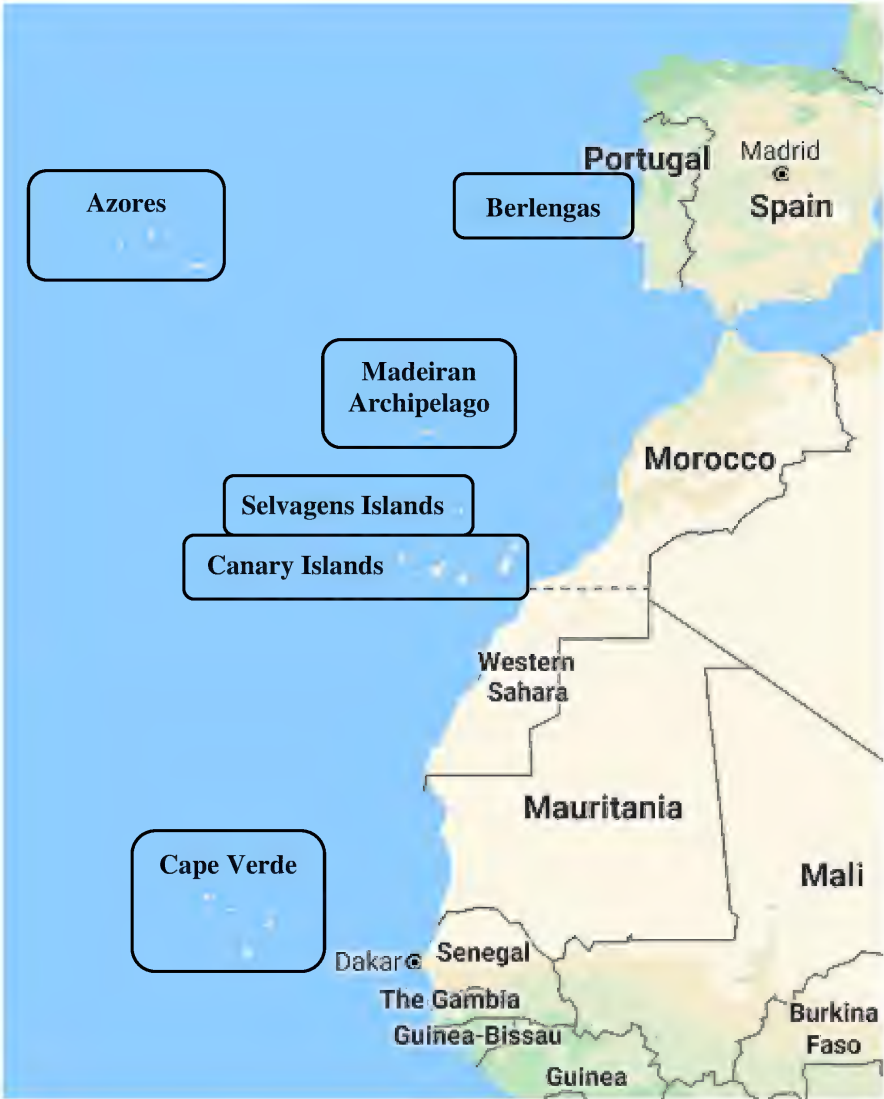 Portugal
Madrid
Azores
Berlengas
Spain
Madeiran
Archipelago
Morocco
Selvagens Islands
Canary Islands
Western
Sahara
Mauritania
Cape Verde
Mali
Dakar
Senegal
The Gambia
Burkina
Faso
Guinea-Bissau
Guinea